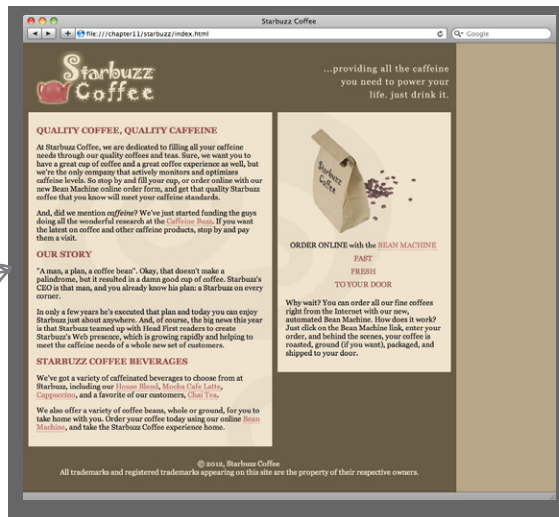 Starbuzz Coffee
file:///chapter11/starbuzz/index.html
Google
Starbuzz
Coffee
...providing all the caffeine
you need to power your
life. just drink it.
QUALITY COFFEE, QUALITY CAFFEINE
At Starbuzz Coffee, we are dedicated to filling all your caffeine
needs through our quality coffees and teas. Sure, we want you to
have a great cup of coffee and a great coffee experience as well, but
we're the only company that actively monitors and optimizes
caffeine levels. So stop by and fill your cup, or order online with our
new Bean Machine online order form, and get that quality Starbuzz
coffee that you know will meet your caffeine standards.
And, did we mention caffeine? We've just started funding the guys
doing all the wonderful research at the Caffeine Buzz. If you want
the latest on coffee and other caffeine products, stop by and pay
them a visit.
OUR STORY
"A man, a plan, a coffee bean". Okay, that doesn't make a
palindrome, but it resulted in a damn good cup of coffee. Starbuzz's
CEO is that man, and you already know his plan: a Starbuzz on every
corner.
In only a few years he's executed that plan and today you can enjoy
Starbuzz just about anywhere. And, of course, the big news this year
is that Starbuzz teamed up with Head First readers to create
Starbuzz's Web presence, which is growing rapidly and helping to
meet the caffeine needs of a whole new set of customers.
STARBUZZ COFFEE BEVERAGES
We've got a variety of caffeinated beverages to choose from at
Starbuzz, including our House Blend, Mocha Cafe Latte,
Cappuccino, and a favorite of our customers, Chai Tea.
We also offer a variety of coffee beans, whole or ground, for you to
take home with you. Order your coffee today using our online Bean
Machine, and take the Starbuzz Coffee experience home.
Starbuzz
Coffee
ORDER ONLINE with the BEAN MACHINE
FAST
FRESH
TO YOUR DOOR
Why wait? You can order all our fine coffees
right from the Internet with our new,
automated Bean Machine. How does it work?
Just click on the Bean Machine link, enter your
order, and behind the scenes, your coffee is
roasted, ground (if you want), packaged, and
shipped to your door.
© 2012, Starbuzz Coffee
All trademarks and registered trademarks appearing on this site are the property of their respective owners.